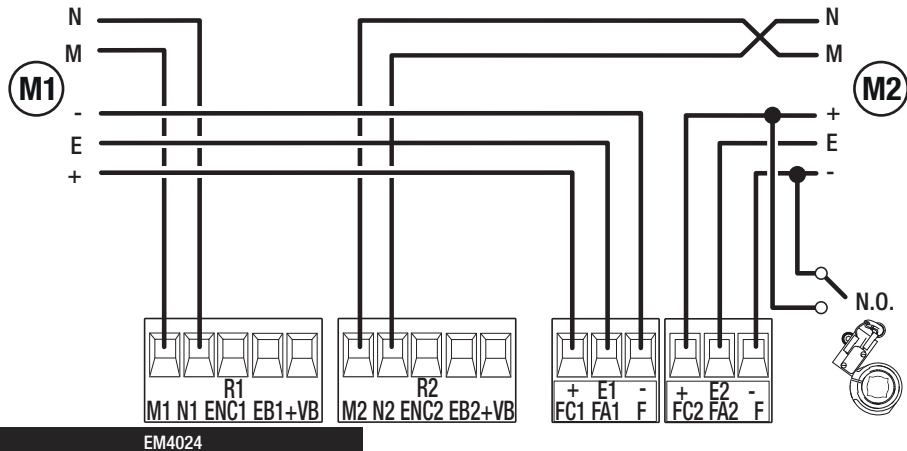 N
M
M1
-
E
+
N
M
M2
+
E
-
N.O.
R1
M1 N1 ENC1 EB1+VB
R2
M2 N2 ENC2 EB2+VB
+ E1 -
FC1 FA1 F
+ E2 -
FC2 FA2 F
EM4024